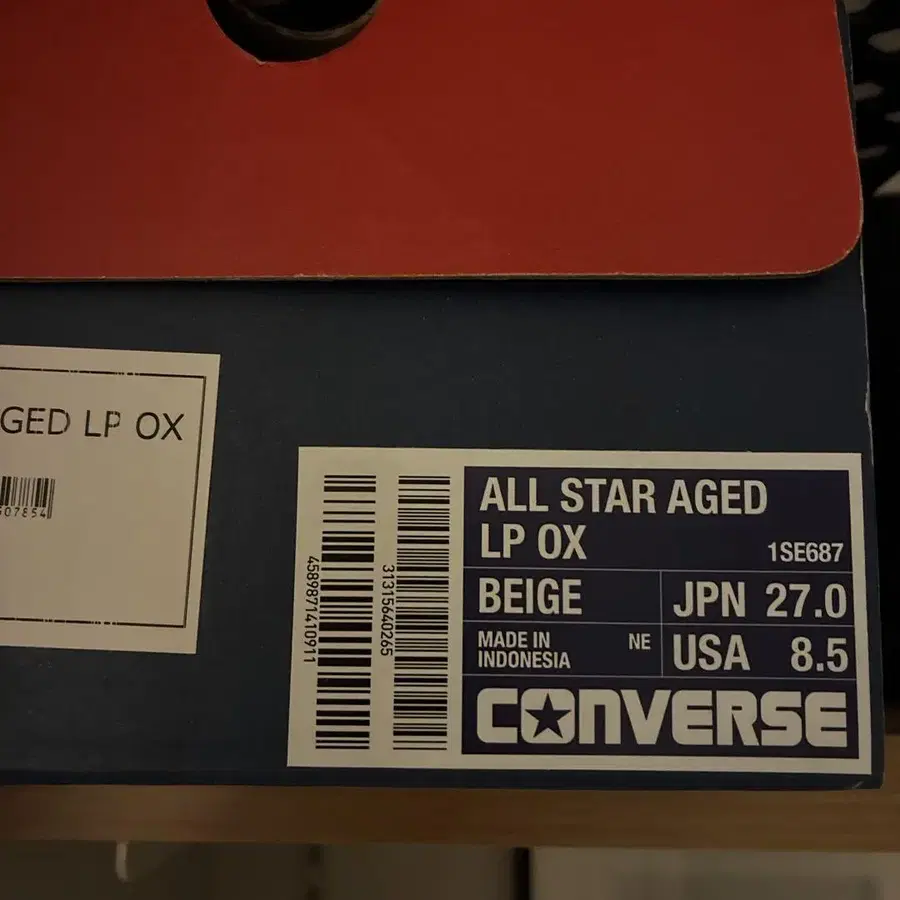 GED LP OX
607854
4589871410911
31315640265
ALL STAR AGED
LP OX
1SE687
BEIGE
JPN 27.0
MADE IN
INDONESIA
NE
USA 8.5
CONVERSE